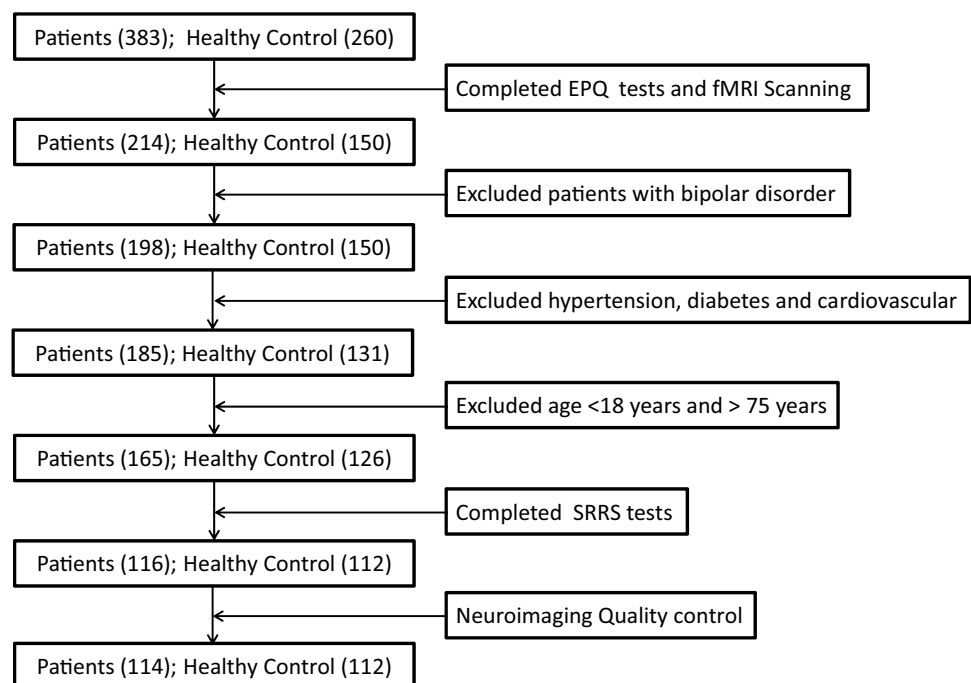 Patients (383); Healthy Control (260)
Completed EPQ tests and fMRI Scanning
Patients (214); Healthy Control (150)
Excluded patients with bipolar disorder
Patients (198); Healthy Control (150)
Excluded hypertension, diabetes and cardiovascular
Patients (185); Healthy Control (131)
Excluded age <18 years and > 75 years
Patients (165); Healthy Control (126)
Completed SRRS tests
Patients (116); Healthy Control (112)
Neuroimaging Quality control
Patients (114); Healthy Control (112)